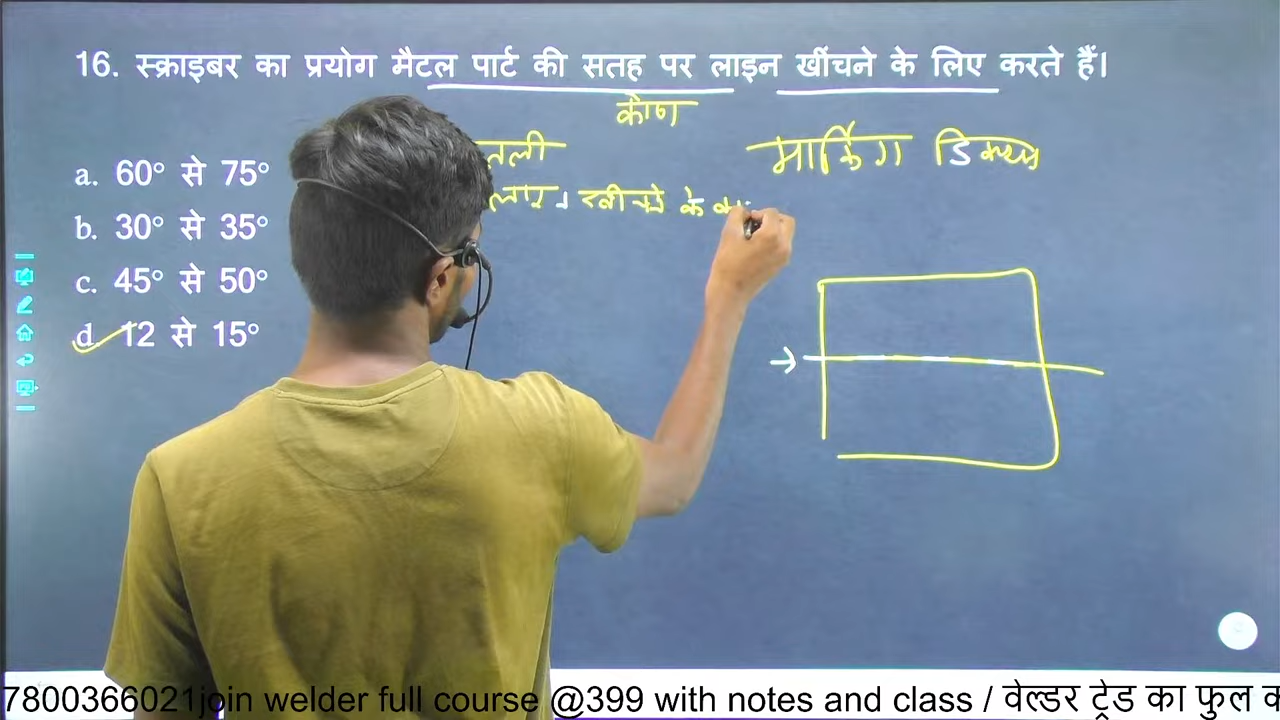 16. स्क्राइबर का प्रयोग मैटल पार्ट की सतह पर लाइन खींचने के लिए करते हैं।
कोण
मार्किंग
a. 60° से 75°
खीचने के
b. 30° से 35°
c. 45° से 50°
d. 12 से 15°
7800366021join welder full course @399 with notes and class / वेल्डर ट्रेड का फुल